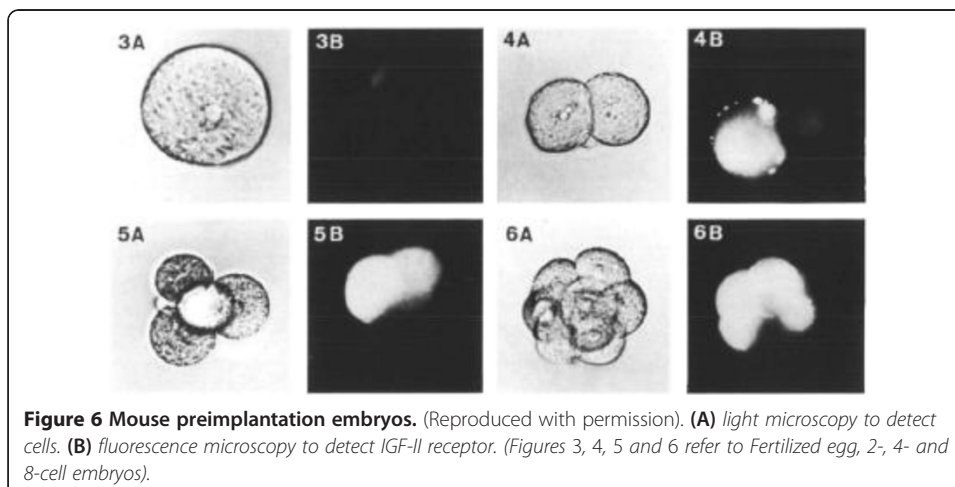 3A 3B 4A 4B
5A 5B 6A 6B
Figure 6 Mouse preimplantation embryos. (Reproduced with permission). (A) light microscopy to detect
cells. (B) fluorescence microscopy to detect IGF-II receptor. (Figures 3, 4, 5 and 6 refer to Fertilized egg, 2-, 4- and
8-cell embryos).